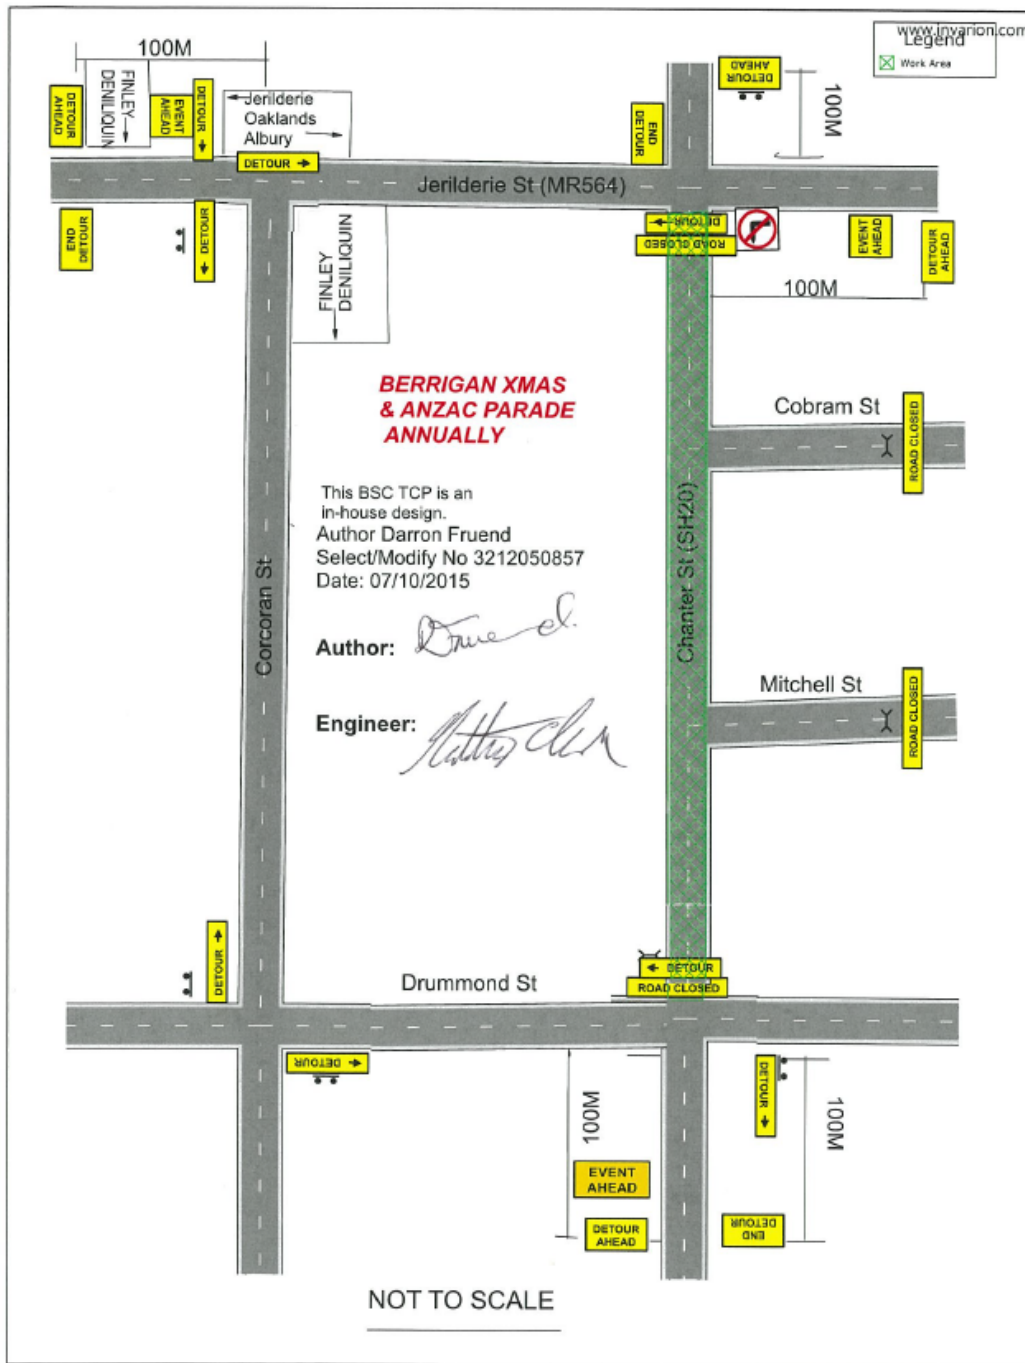 www.invarion.com
Legend
Work Area
100M
DETOUR
AHEAD
FINLEY
DENILIQUIN
EVENT
AHEAD
DETOUR
Jerilderie
Oaklands
Albury
DETOUR
END
DETOUR
DETOUR
AHEAD
100M
Jerilderie St (MR564)
END
DETOUR
DETOUR
FINLEY
DENILIQUIN
DETOUR
ROAD CLOSED
EVENT
AHEAD
DETOUR
AHEAD
100M
BERRIGAN XMAS
& ANZAC PARADE
ANNUALLY
Cobram St
ROAD CLOSED
This BSC TCP is an
in-house design.
Author Darron Fruend
Select/Modify No 3212050857
Date: 07/10/2015
Corcoran St
Chanter St (SH20)
Author:
Engineer:
Mitchell St
ROAD CLOSED
DETOUR
Drummond St
DETOUR
ROAD CLOSED
DETOUR
100M
DETOUR
100M
EVENT
AHEAD
DETOUR
AHEAD
END
DETOUR
NOT TO SCALE